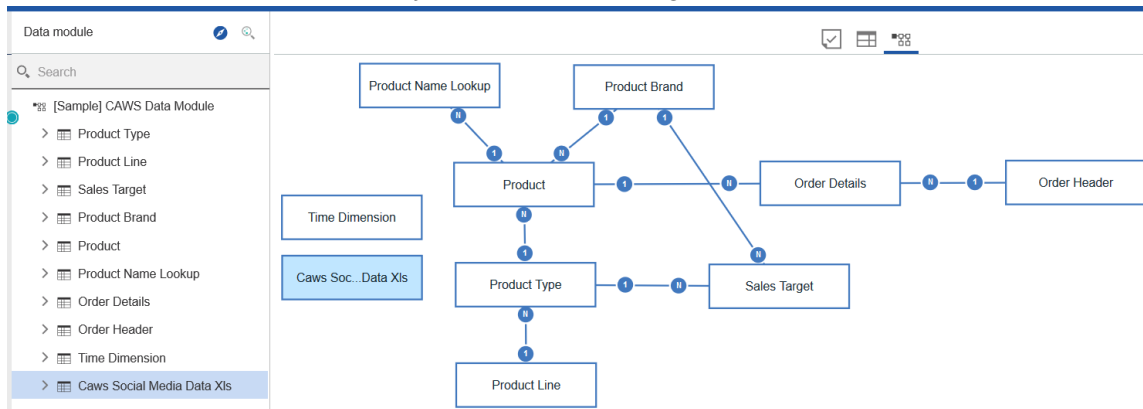 Data module
Search
[Sample] CAWS Data Module
Product Type
Product Line
Sales Target
Product Brand
Product
Product Name Lookup
Order Details
Order Header
Time Dimension
Caws Social Media Data Xls
Product Name Lookup
Product Brand
N
1
1
1
N
Product
1
N
Order Details
N
1
Order Header
Time Dimension
N
1
N
Caws Soc...Data Xls
Product Type
1
N
Sales Target
N
1
Product Line